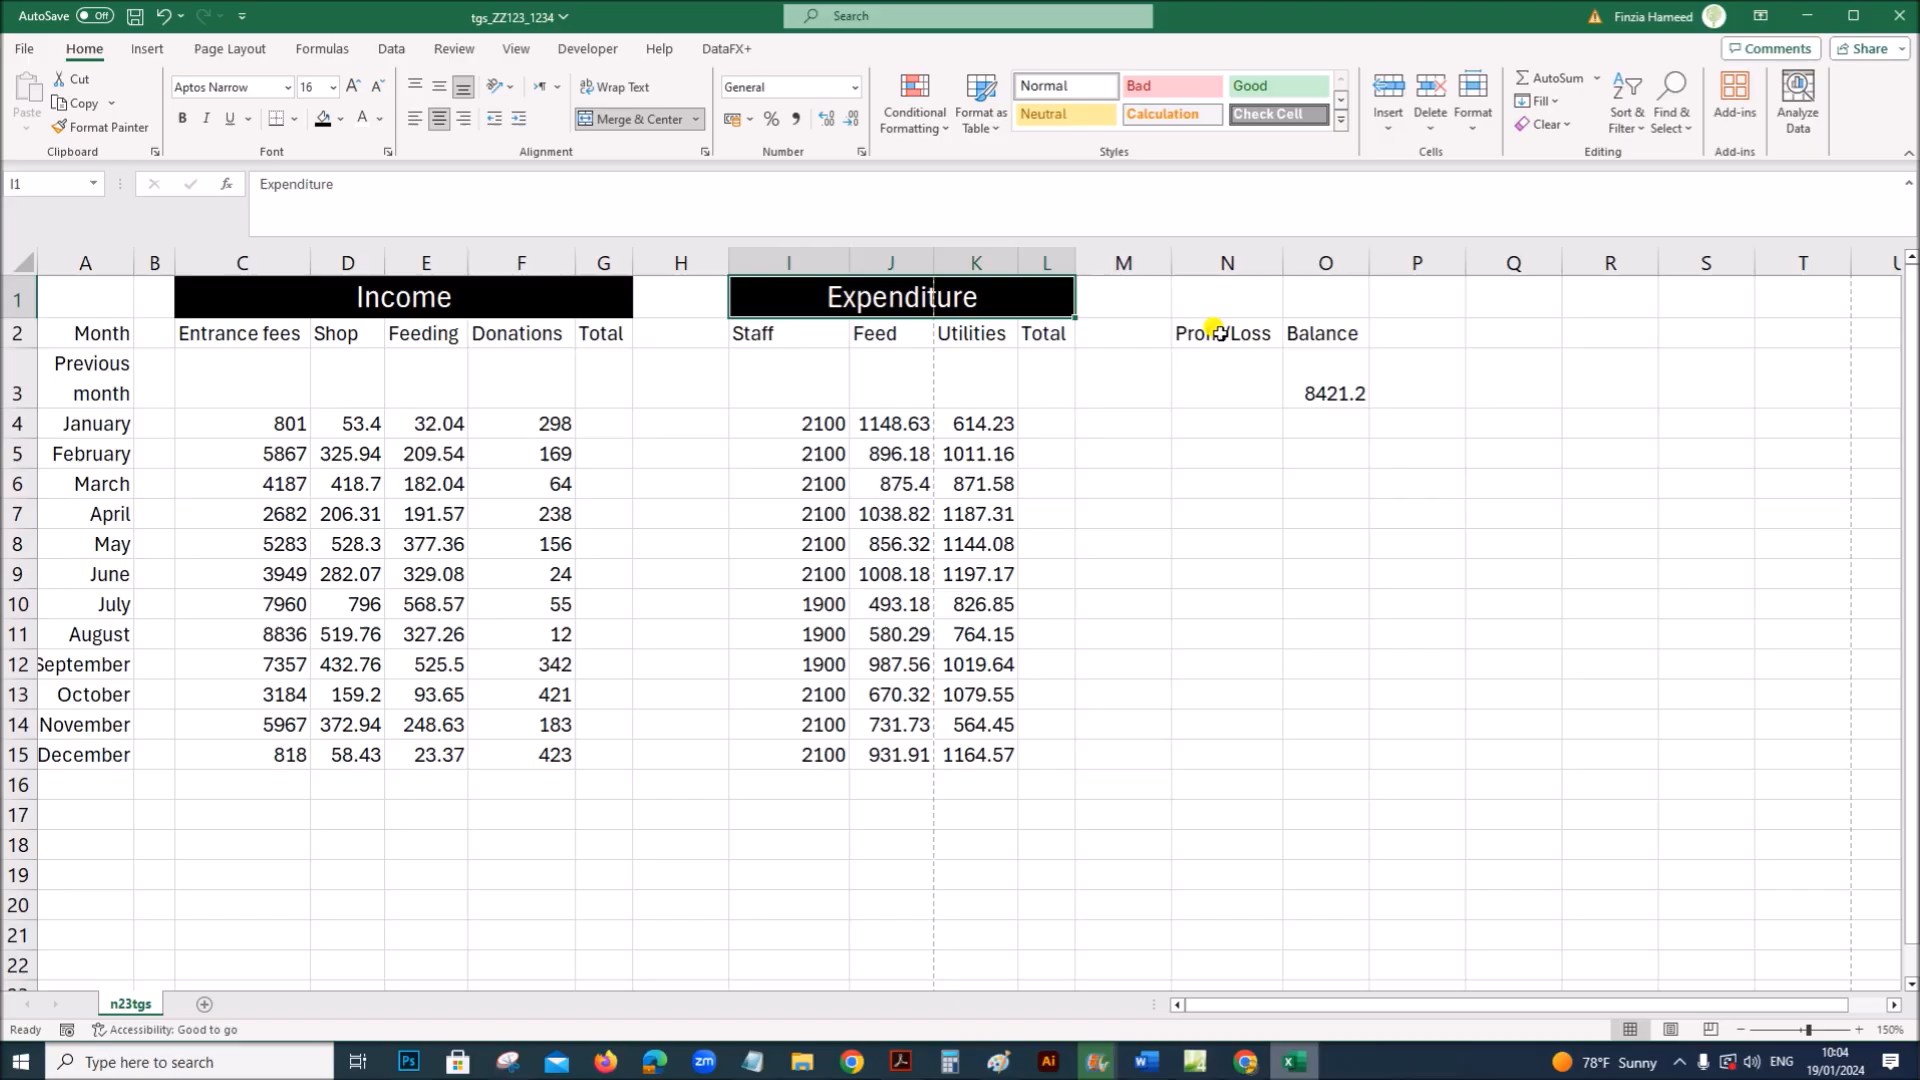 AutoSave Off tgs_ZZ123_1234 Search Finzia Hameed
File Home Insert Page Layout Formulas Data Review View Developer Help DataFX+ Comments Share
Paste Cut Copy Format Painter Clipboard
Aptos Narrow 16 B I U A Font
Wrap Text Merge & Center Alignment
General % Number
Conditional Formatting Format as Table Normal Bad Good Neutral Calculation Check Cell Styles
Insert Delete Format Cells
AutoSum Fill Clear Sort & Filter Find & Select Editing
Add-ins Add-ins
Analyze Data
I1 fx Expenditure
A B C D E F G H I J K L M N O P Q R S T U
1 Income Expenditure
2 Month Entrance fees Shop Feeding Donations Total Staff Feed Utilities Total Balance
3 Previous month 8421.2
4 January 801 53.4 32.04 298 2100 1148.63 614.23
5 February 5867 325.94 209.54 169 2100 896.18 1011.16
6 March 4187 418.7 182.04 64 2100 875.4 871.58
7 April 2682 206.31 191.57 238 2100 1038.82 1187.31
8 May 5283 528.3 377.36 156 2100 856.32 1144.08
9 June 3949 282.07 329.08 24 2100 1008.18 1197.17
10 July 7960 796 568.57 55 1900 493.18 826.85
11 August 8836 519.76 327.26 12 1900 580.29 764.15
12 September 7357 432.76 525.5 342 1900 987.56 1019.64
13 October 3184 159.2 93.65 421 2100 670.32 1079.55
14 November 5967 372.94 248.63 183 2100 731.73 564.45
15 December 818 58.43 23.37 423 2100 931.91 1164.57
16
17
18
19
20
21
22
n23tgs
Ready Accessibility: Good to go 150%
Type here to search Ps zm Ai 78°F Sunny ENG 10:04
19/01/2024